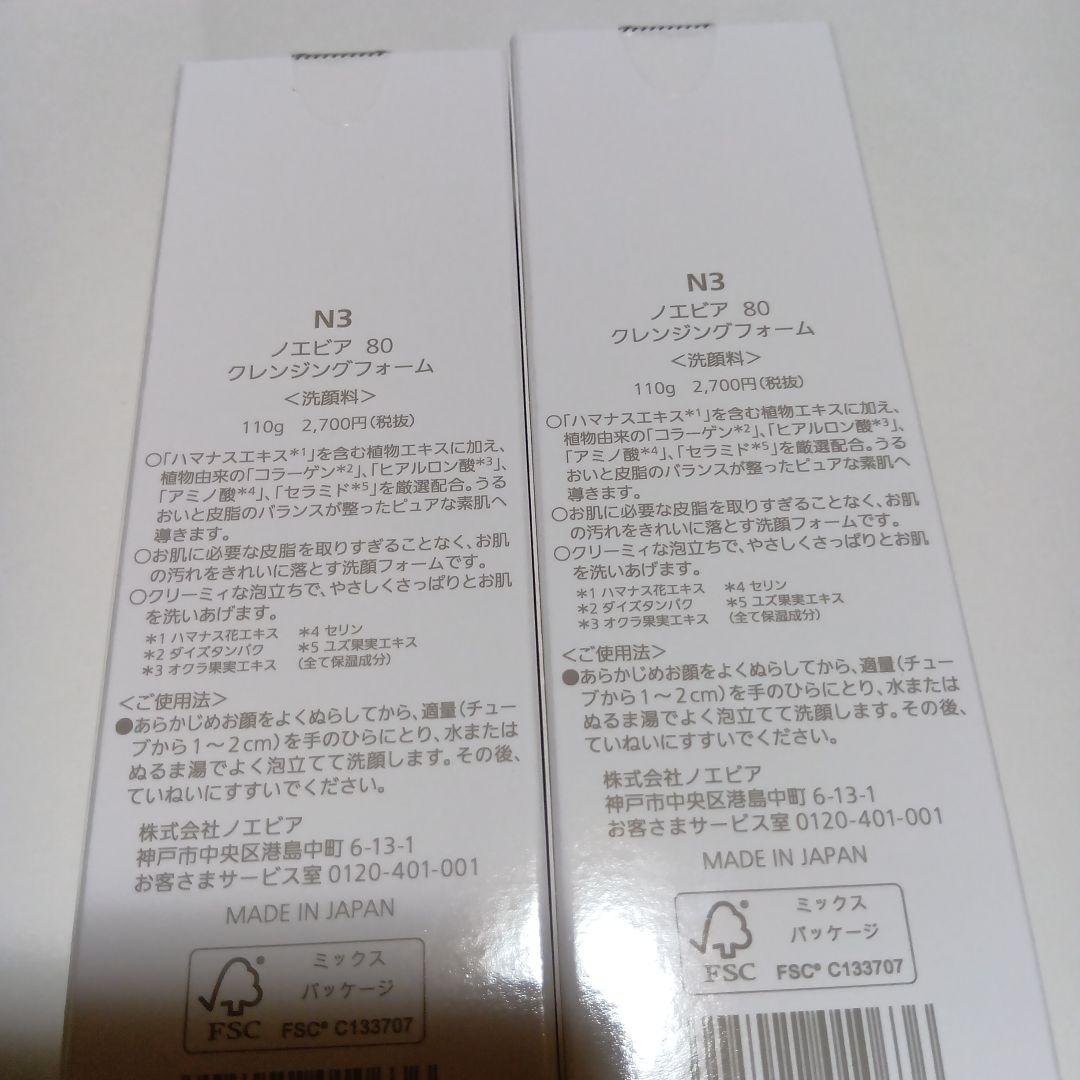 N3
ノエビア 80
クレンジングフォーム
＜洗顔料＞
110g 2,700円(税抜)
○「ハマナスエキス＊1」を含む植物エキスに加え、
植物由来の「コラーゲン＊2」、「ヒアルロン酸＊3」、
「アミノ酸＊4」、「セラミド＊5」を厳選配合。うる
おいと皮脂のバランスが整ったピュアな素肌へ
導きます。
○お肌に必要な皮脂を取りすぎることなく、お肌
の汚れをきれいに落とす洗顔フォームです。
○クリーミィな泡立ちで、やさしくさっぱりとお肌
を洗いあげます。
＊1 ハマナス花エキス ＊4 セリン
＊2 ダイズタンパク ＊5 ユズ果実エキス
＊3 オクラ果実エキス （全て保湿成分）
＜ご使用法＞
●あらかじめお顔をよくぬらしてから、適量（チュー
ブから1～2cm）を手のひらにとり、水または
ぬるま湯でよく泡立てて洗顔します。その後、
ていねいにすすいでください。
株式会社ノエビア
神戸市中央区港島中町 6-13-1
お客さまサービス室 0120-401-001
MADE IN JAPAN
ミックス
パッケージ
FSC FSC® C133707
N3
ノエビア 80
クレンジングフォーム
＜洗顔料＞
110g 2,700円(税抜)
○「ハマナスエキス＊1」を含む植物エキスに加え、
植物由来の「コラーゲン＊2」、「ヒアルロン酸＊3」、
「アミノ酸＊4」、「セラミド＊5」を厳選配合。うる
おいと皮脂のバランスが整ったピュアな素肌へ
導きます。
○お肌に必要な皮脂を取りすぎることなく、お肌
の汚れをきれいに落とす洗顔フォームです。
○クリーミィな泡立ちで、やさしくさっぱりとお肌
を洗いあげます。
＊1 ハマナス花エキス ＊4 セリン
＊2 ダイズタンパク ＊5 ユズ果実エキス
＊3 オクラ果実エキス （全て保湿成分）
＜ご使用法＞
●あらかじめお顔をよくぬらしてから、適量（チュー
ブから1～2cm）を手のひらにとり、水または
ぬるま湯でよく泡立てて洗顔します。その後、
ていねいにすすいでください。
株式会社ノエビア
神戸市中央区港島中町 6-13-1
お客さまサービス室 0120-401-001
MADE IN JAPAN
ミックス
パッケージ
FSC FSC® C133707